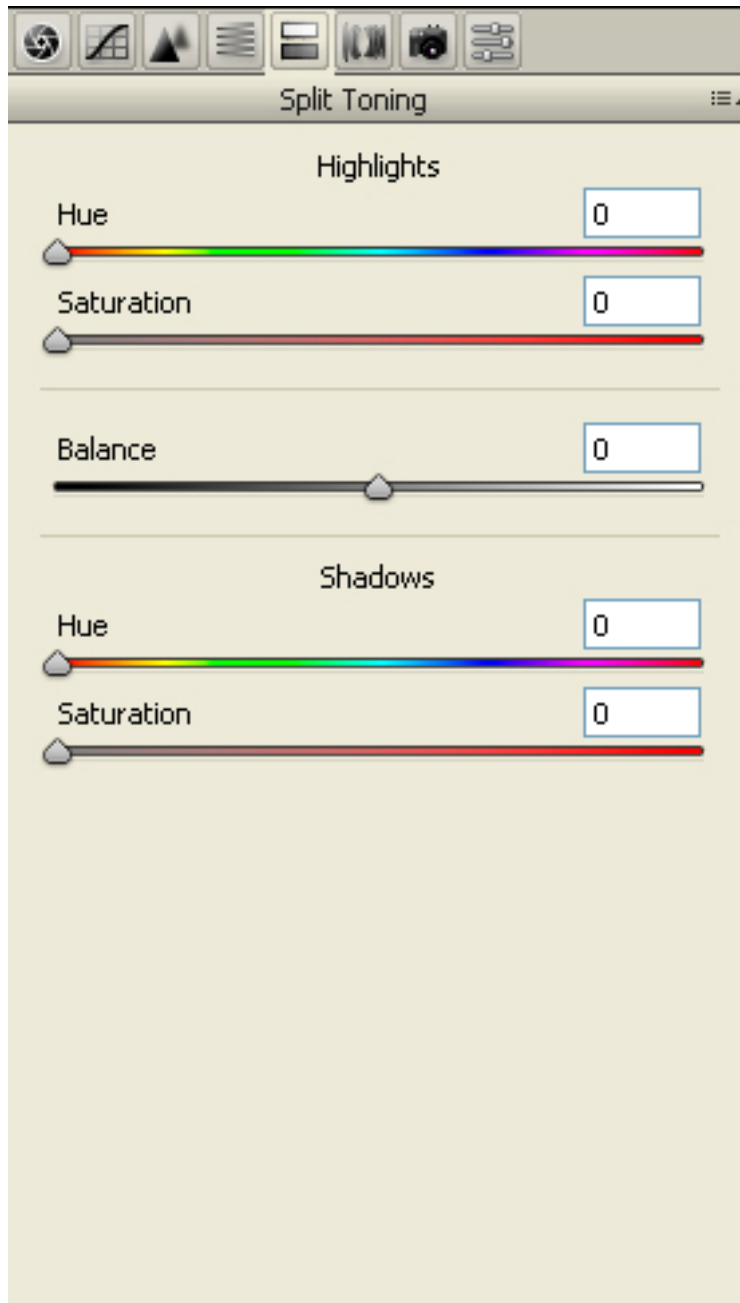 Split Toning
Highlights
Hue 0
Saturation 0
Balance 0
Shadows
Hue 0
Saturation 0